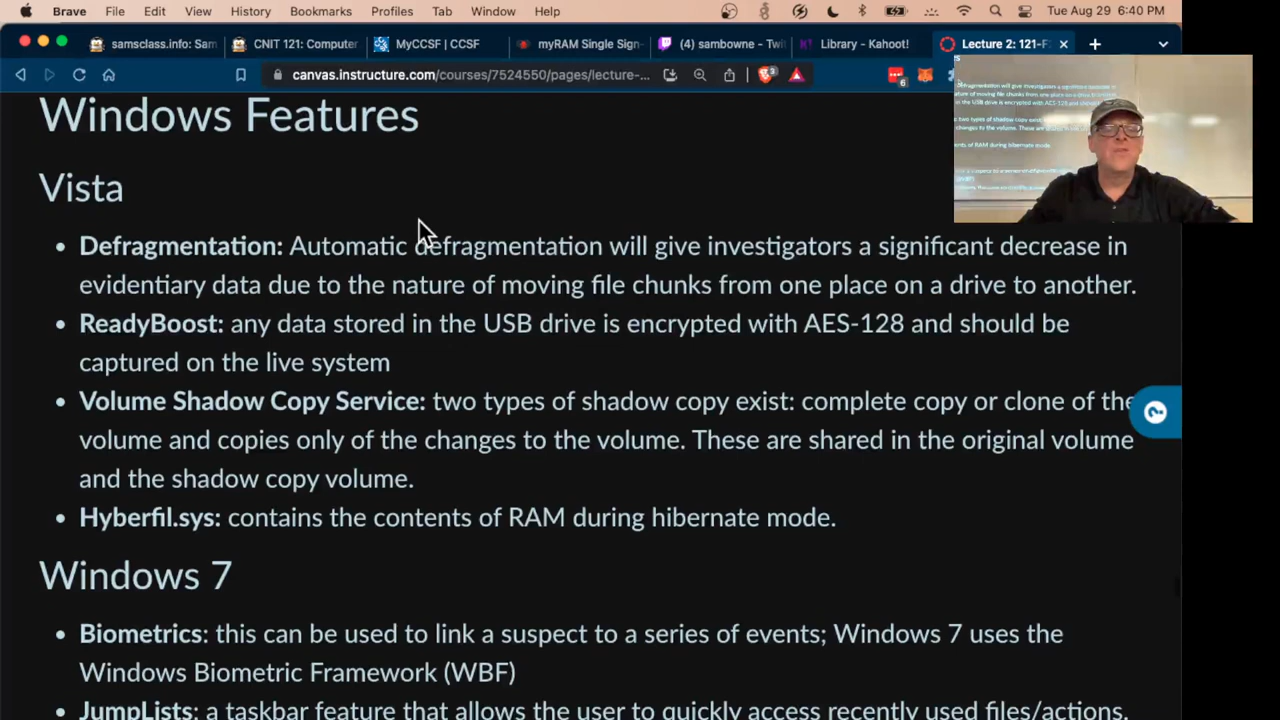 Brave File Edit View History Bookmarks Profiles Tab Window Help Tue Aug 29 6:40 PM
samsclass.info: Sam CNIT 121: Computer MyCCSF | CCSF myRAM Single Sign- (4) sambowne - Twi Library - Kahoot! Lecture 2: 121-F
canvas.instructure.com/courses/7524550/pages/lecture-... 3 6
Windows Features
Vista
• Defragmentation: Automatic defragmentation will give investigators a significant decrease in
evidentiary data due to the nature of moving file chunks from one place on a drive to another.
• ReadyBoost: any data stored in the USB drive is encrypted with AES-128 and should be
captured on the live system
• Volume Shadow Copy Service: two types of shadow copy exist: complete copy or clone of the
volume and copies only of the changes to the volume. These are shared in the original volume
and the shadow copy volume.
• Hyberfil.sys: contains the contents of RAM during hibernate mode.
Windows 7
• Biometrics: this can be used to link a suspect to a series of events; Windows 7 uses the
Windows Biometric Framework (WBF)
• JumpLists: a taskbar feature that allows the user to quickly access recently used files/actions.